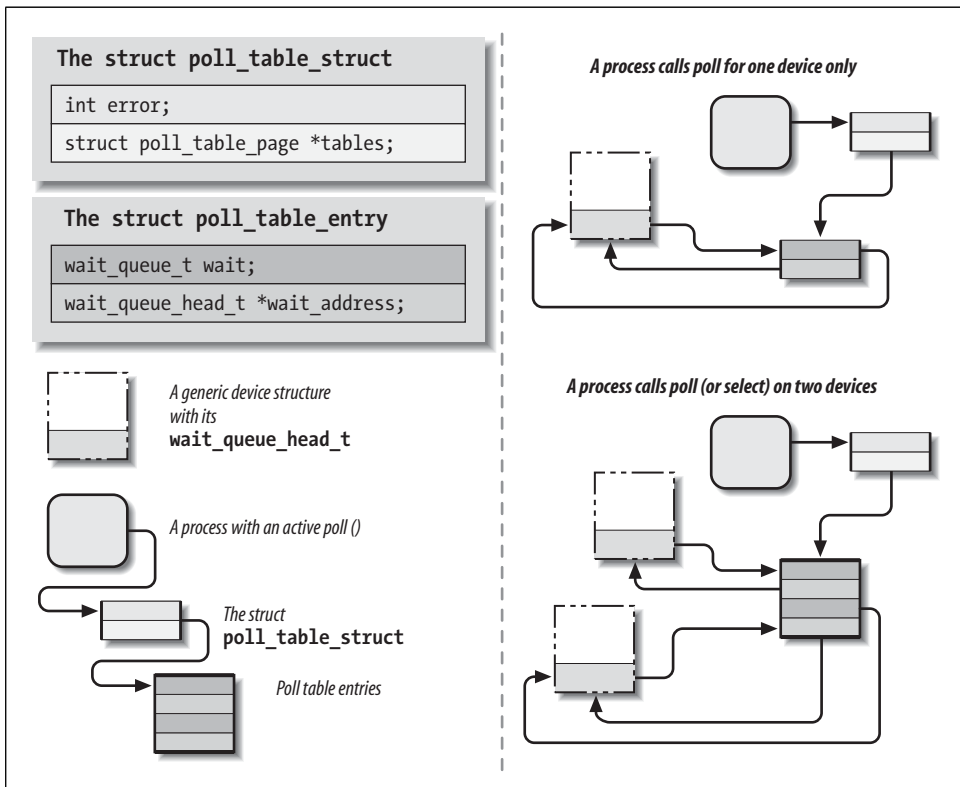 The struct poll_table_struct
int error;
struct poll_table_page *tables;
The struct poll_table_entry
wait_queue_t wait;
wait_queue_head_t *wait_address;
A generic device structure
with its
wait_queue_head_t
A process with an active poll ()
The struct
poll_table_struct
Poll table entries
A process calls poll for one device only
A process calls poll (or select) on two devices